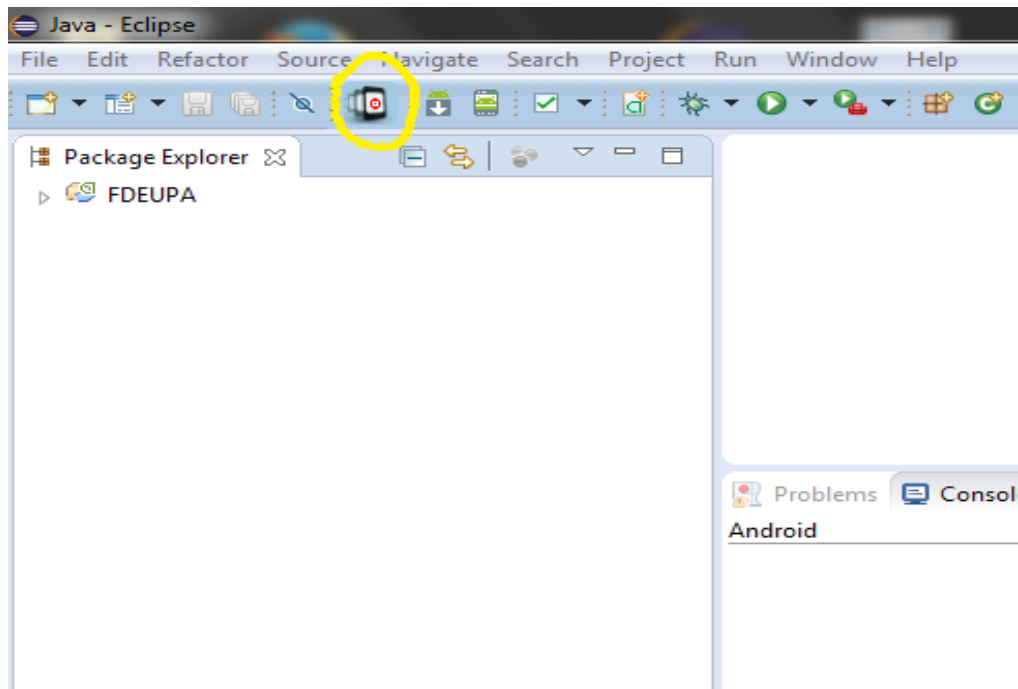 Java - Eclipse
File Edit Refactor Source Navigate Search Project Run Window Help
Package Explorer
FDEUPA
Problems Consol
Android